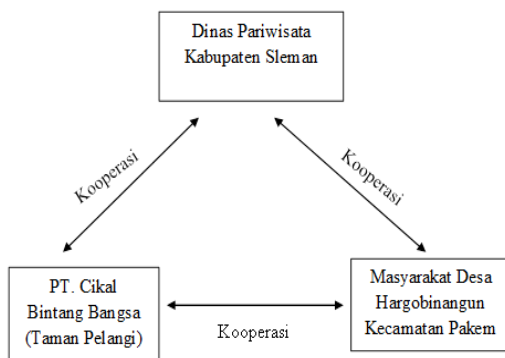 Dinas Pariwisata
Kabupaten Sleman
Kooperasi
Kooperasi
PT. Cikal
Bintang Bangsa
(Taman Pelangi)
Kooperasi
Masyarakat Desa
Hargobinangun
Kecamatan Pakem